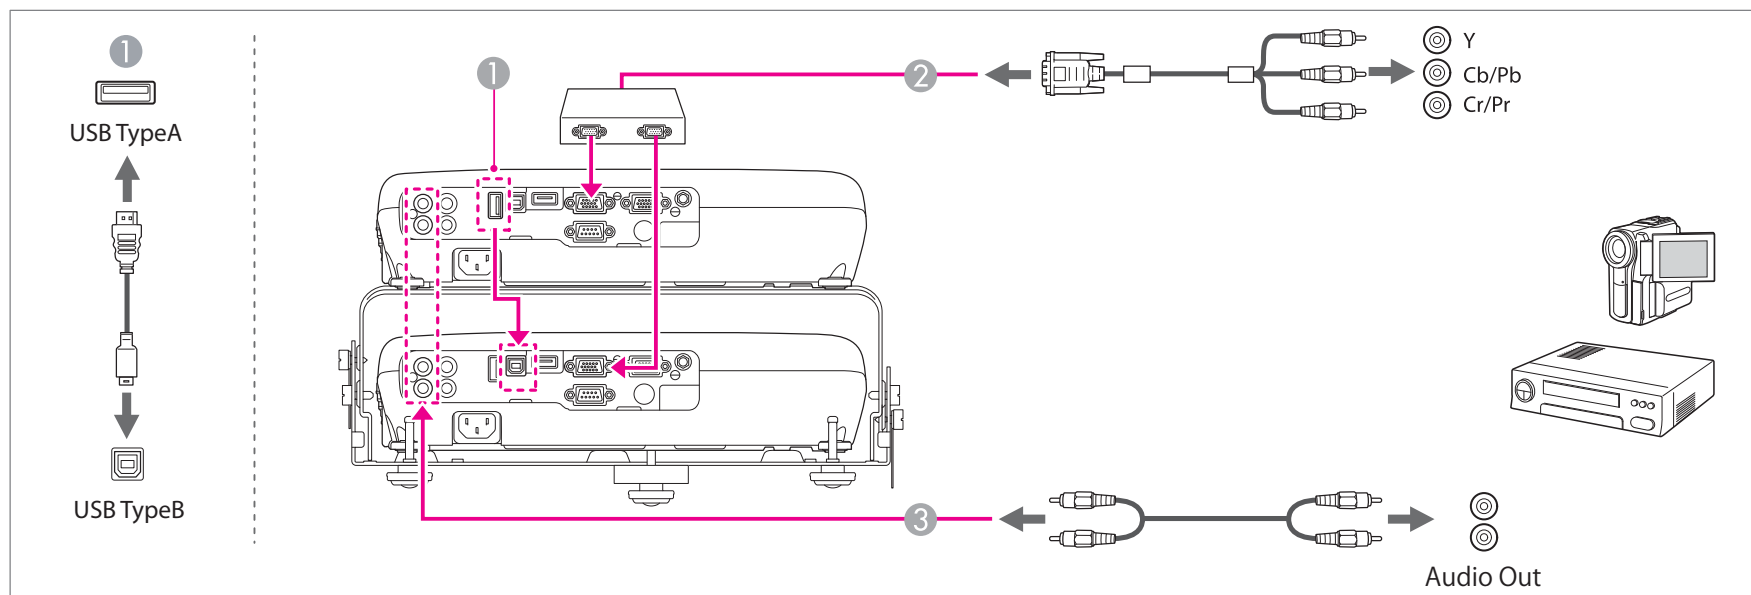 1
USB TypeA
USB TypeB
1
2
Y
Cb/Pb
Cr/Pr
3
Audio Out